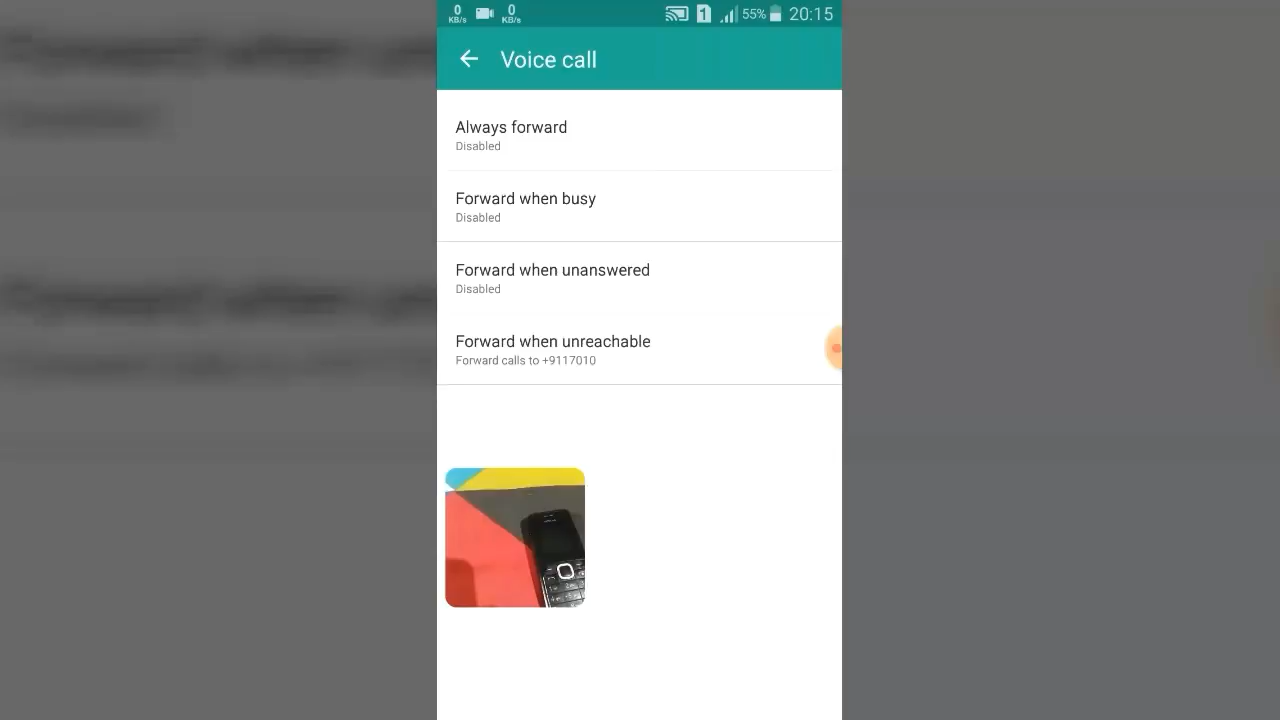 0 KB/s 0 KB/s 1 55% 20:15
Voice call
Always forward
Disabled
Forward when busy
Disabled
Forward when unanswered
Disabled
Forward when unreachable
Forward calls to +9117010